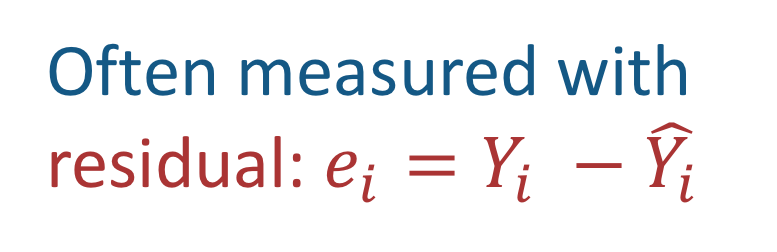 Often measured with
residual: eᵢ = Yᵢ − Ŷᵢ